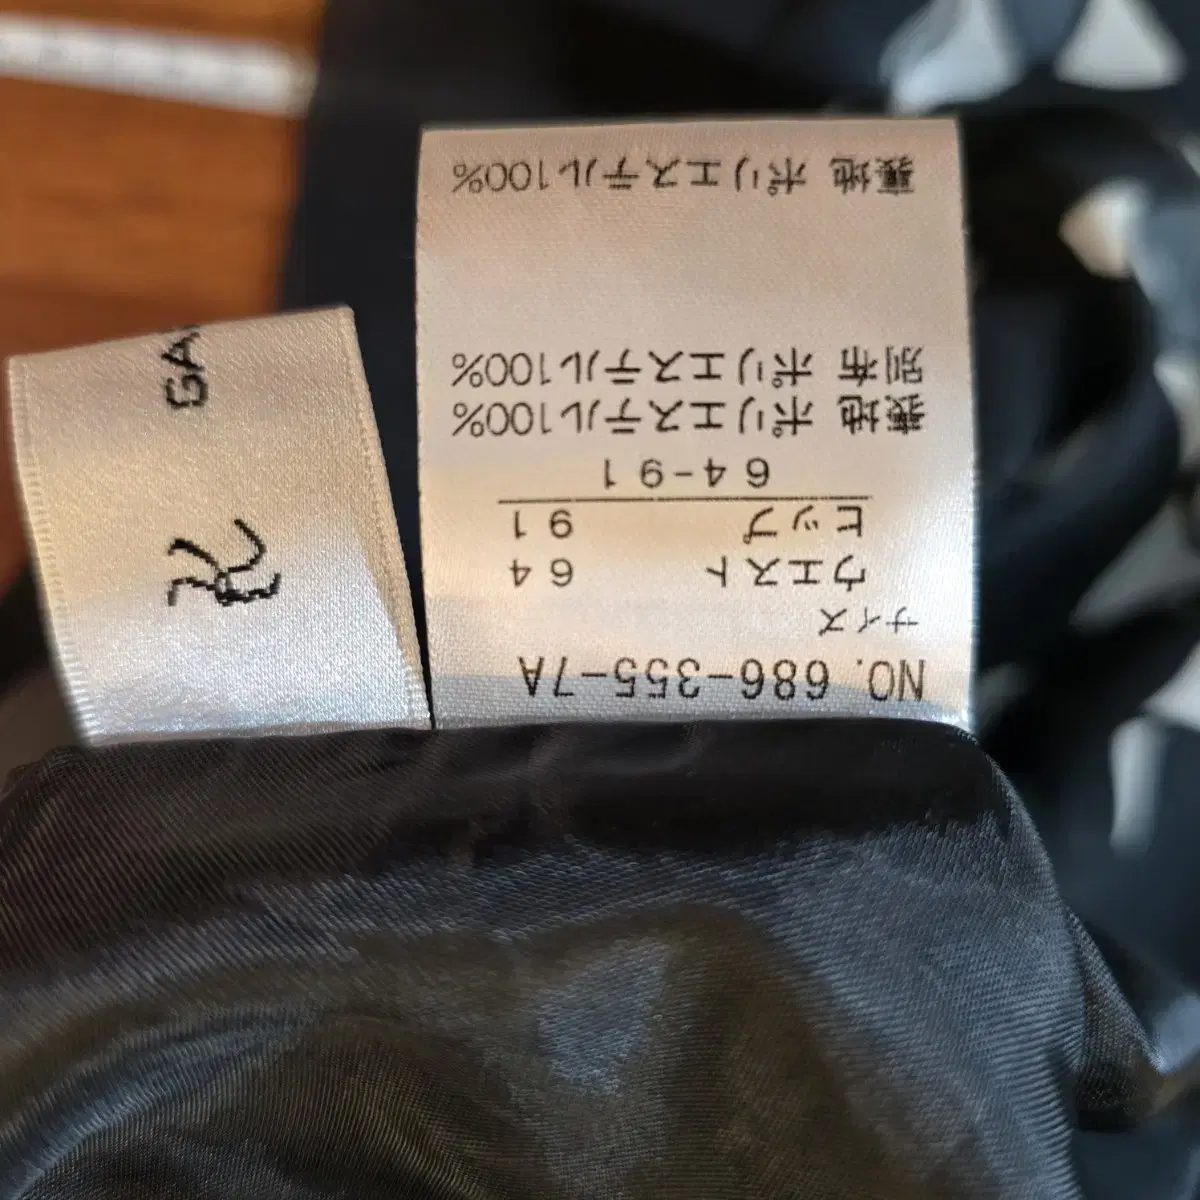 NO. 686-355-7A
サイズ
ウエスト 64
ヒップ 91
64-91
表地 ポリエステル100%
別布 ポリエステル100%
裏地 ポリエステル100%